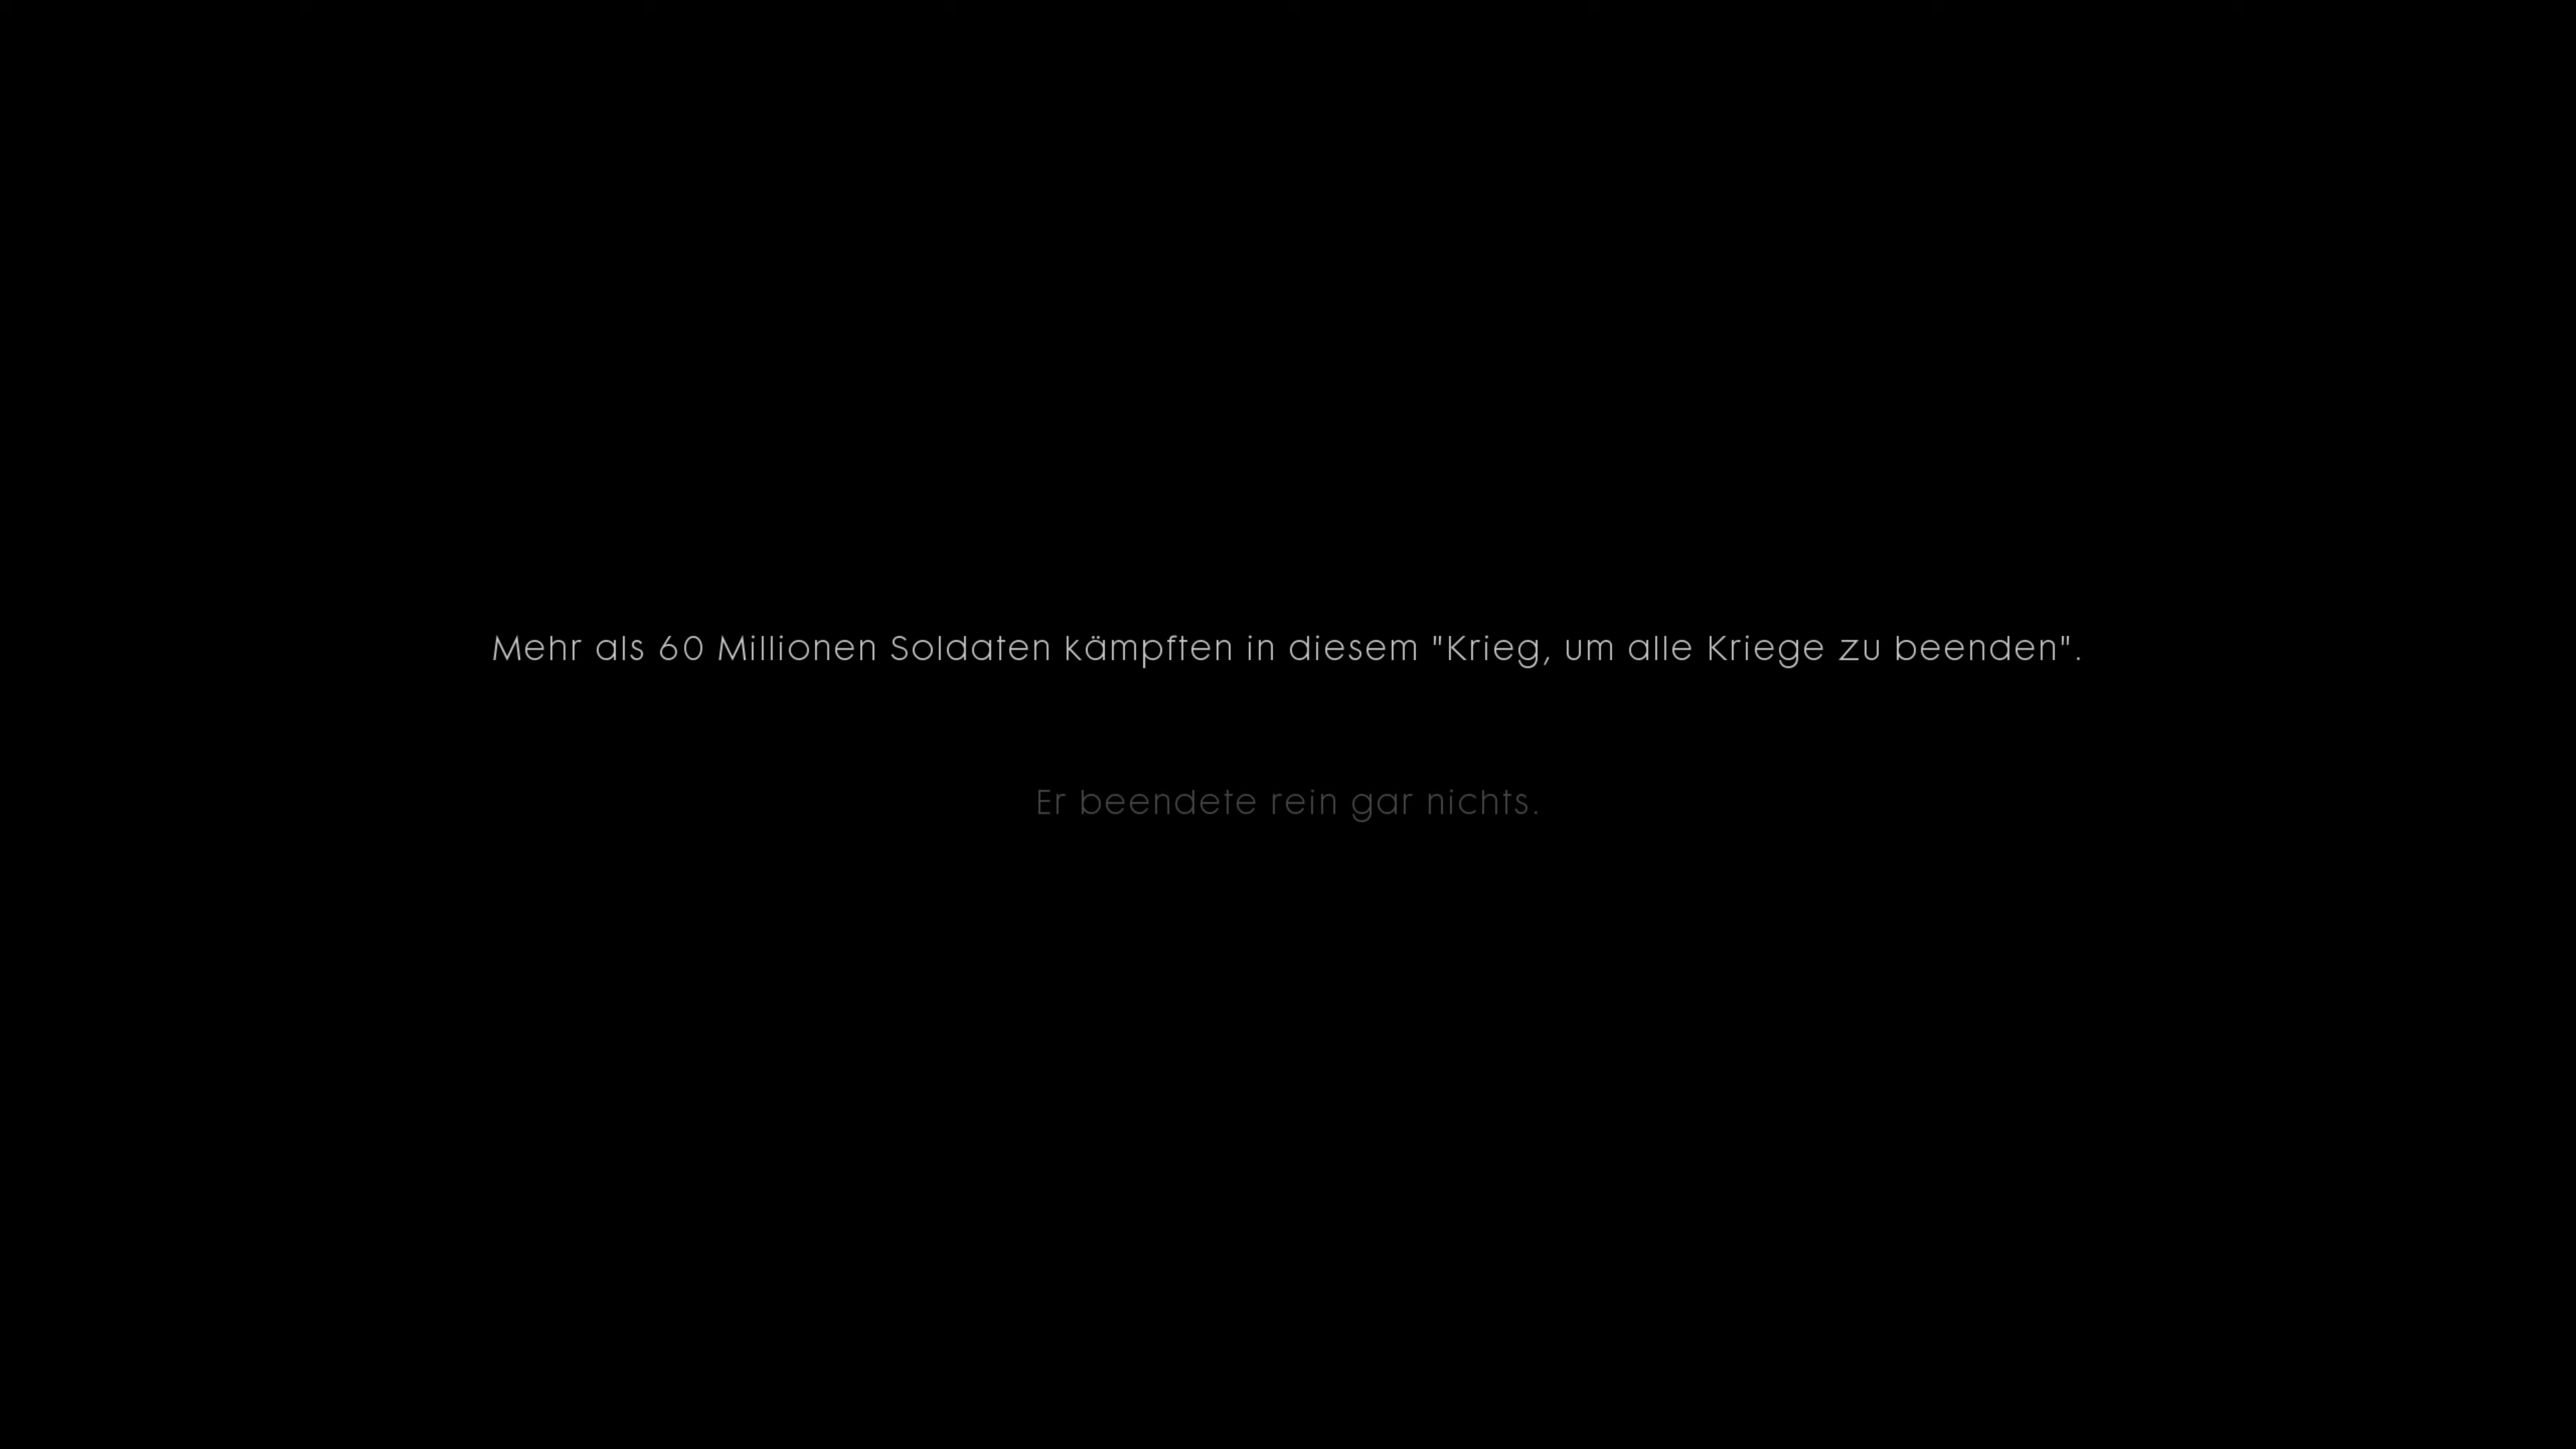 Mehr als 60 Millionen Soldaten kämpften in diesem "Krieg, um alle Kriege zu beenden".
Er beendete rein gar nichts.